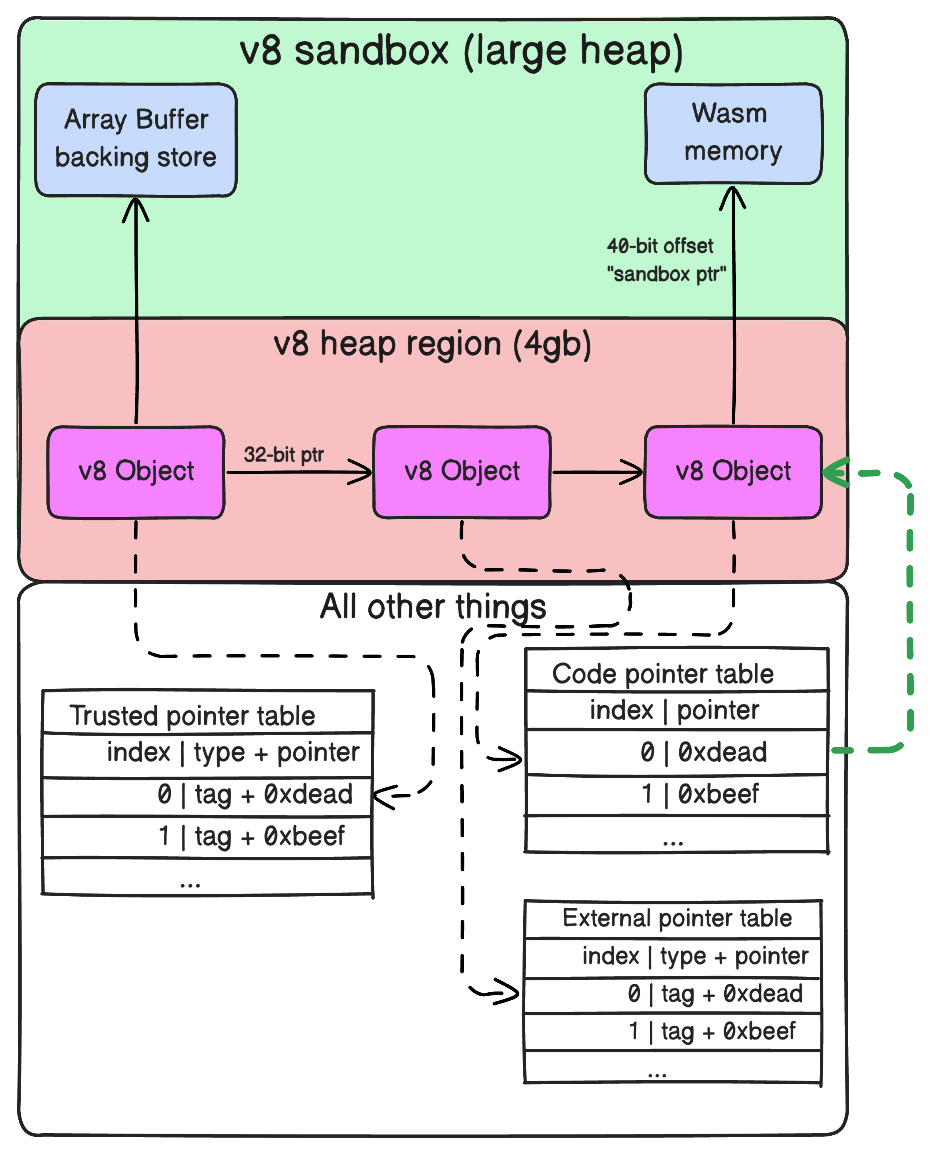 v8 sandbox (large heap)
Array Buffer
backing store
Wasm
memory
40-bit offset
"sandbox ptr"
v8 heap region (4gb)
v8 Object
32-bit ptr
v8 Object
v8 Object
All other things
Trusted pointer table
index | type + pointer
0 | tag + 0xdead
1 | tag + 0xbeef
...
Code pointer table
index | pointer
0 | 0xdead
1 | 0xbeef
...
External pointer table
index | type + pointer
0 | tag + 0xdead
1 | tag + 0xbeef
...